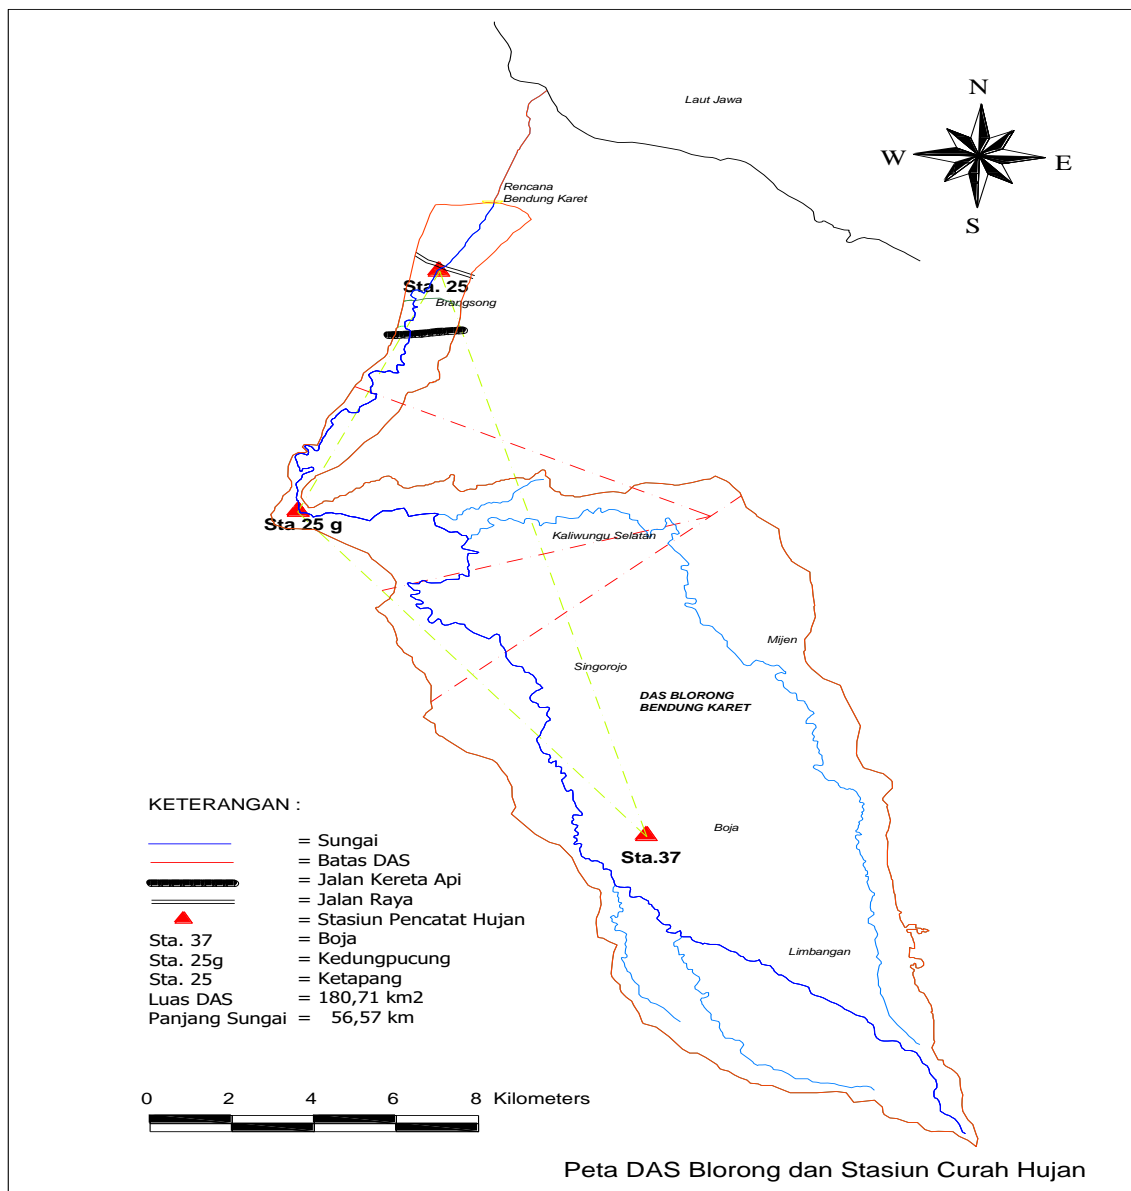 Laut Jawa
N
W
E
S
Rencana
Bendung Karet
Sta. 25
Brangsong
Sta 25 g
Kaliwungu Selatan
Mijen
Singorojo
DAS BLORONG
BENDUNG KARET
Boja
Sta.37
Limbangan
KETERANGAN :
= Sungai
= Batas DAS
= Jalan Kereta Api
= Jalan Raya
= Stasiun Pencatat Hujan
Sta. 37 = Boja
Sta. 25g = Kedungpucung
Sta. 25 = Ketapang
Luas DAS = 180,71 km2
Panjang Sungai = 56,57 km
0 2 4 6 8 Kilometers
Peta DAS Blorong dan Stasiun Curah Hujan